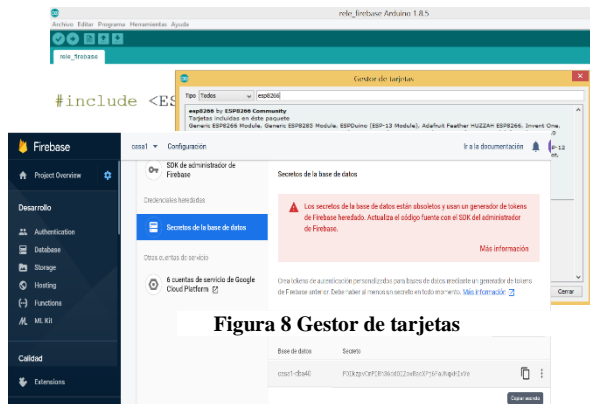 rele_firebase Arduino 1.8.5
Archivo Editar Programa Herramientas Ayuda
rele_firebase
#include <ES
Gestor de tarjetas
Tipo Todos esp8266
esp8266 by ESP8266 Community
Tarjetas incluidas en éste paquete
Generic ESP8266 Module, Generic ESP8285 Module, ESPDuino (ESP-13 Module), Adafruit Feather HUZZAH ESP8266, Invent One,
Cerrar
Firebase
Project Overview
Desarrollo
Authentication
Database
Storage
Hosting
Functions
ML Kit
Calidad
Extensions
casa1 Configuración
Ir a la documentación
SDK de administrador de
Firebase
Credenciales heredadas
Secretos de la base de datos
Otras cuentas de servicio
6 cuentas de servicio de Google
Cloud Platform
Secretos de la base de datos
Los secretos de la base de datos están obsoletos y usan un generador de tokens
de Firebase heredado. Actualiza el código fuente con el SDK del administrador
de Firebase.
Más información
Crea tokens de autenticación personalizados para bases de datos mediante un generador de tokens
de Firebase anterior. Debe haber al menos un secreto en todo momento. Más información
Figura 8 Gestor de tarjetas
Base de datos Secreto
casa1-dba40
Copiar secreto